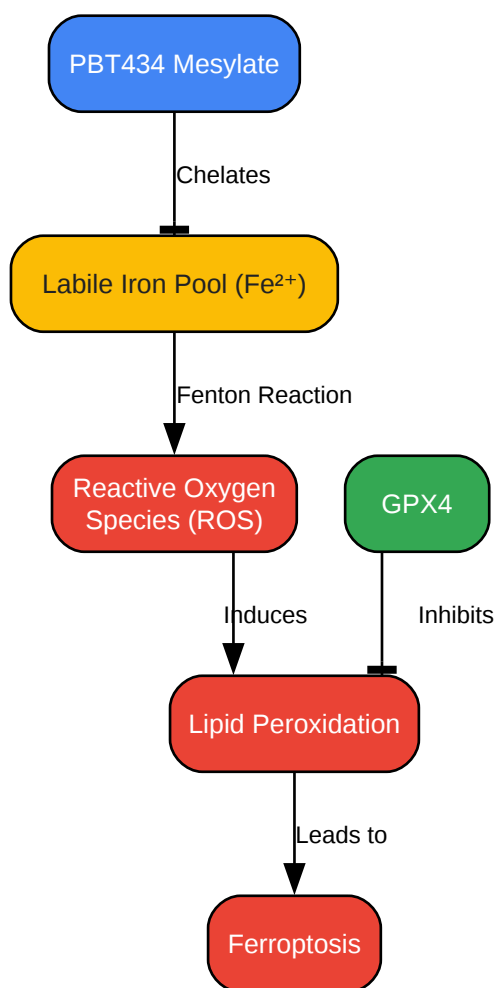 PBT434 Mesylate
Chelates
Labile Iron Pool (Fe²⁺)
Fenton Reaction
Reactive Oxygen
Species (ROS)
GPX4
Induces
Inhibits
Lipid Peroxidation
Leads to
Ferroptosis